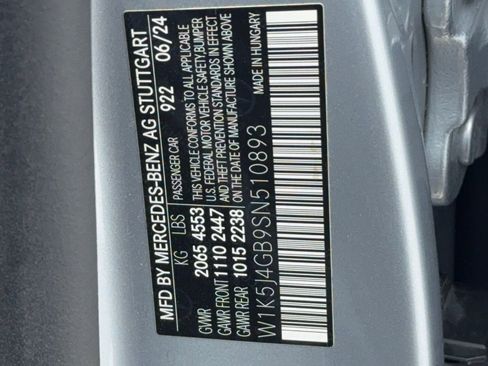 MFD BY MERCEDES-BENZ AG STUTTGART
PASSENGER CAR 922 06/24
KG LBS
GVWR 2065 4553
GAWR FRONT 1110 2447
GAWR REAR 1015 2238
THIS VEHICLE CONFORMS TO ALL APPLICABLE
U.S. FEDERAL MOTOR VEHICLE SAFETY, BUMPER
AND THEFT PREVENTION STANDARDS IN EFFECT
ON THE DATE OF MANUFACTURE SHOWN ABOVE
MADE IN HUNGARY
W1K5J4GB9SN510893